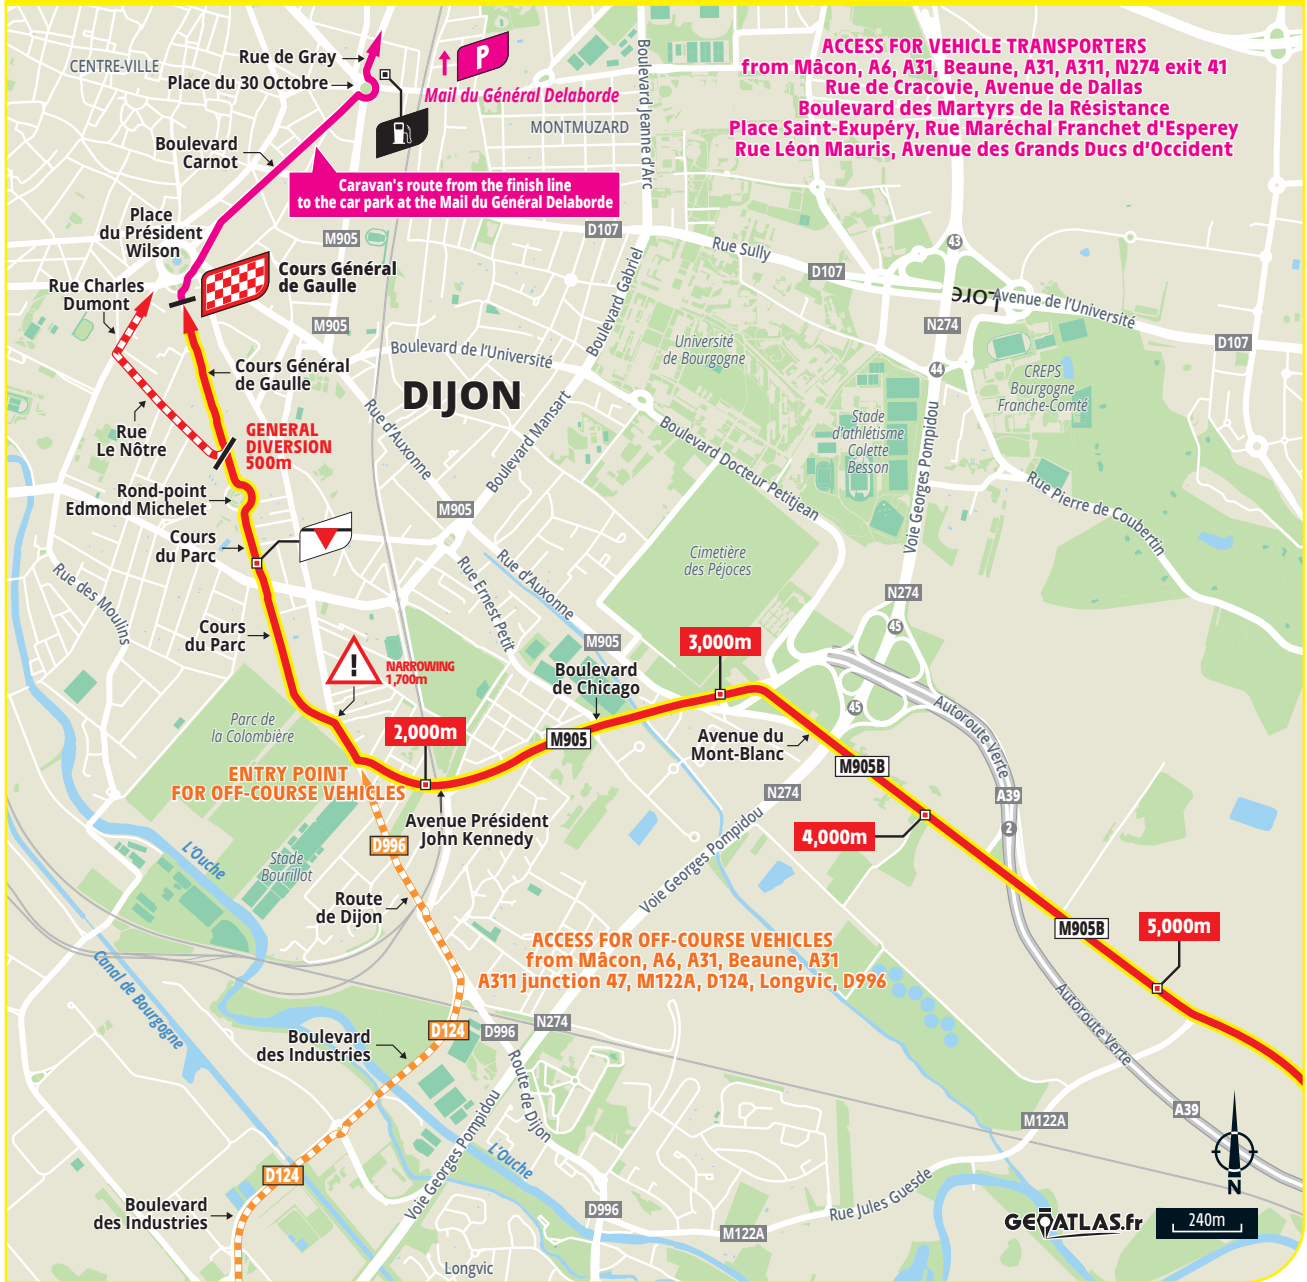 CENTRE-VILLE
Rue de Gray
Place du 30 Octobre
P
Mail du Général Delaborde
Boulevard Jeanne d'Arc
MONTMUZARD
ACCESS FOR VEHICLE TRANSPORTERS
from Mâcon, A6, A31, Beaune, A31, A311, N274 exit 41
Rue de Cracovie, Avenue de Dallas
Boulevard des Martyrs de la Résistance
Place Saint-Exupéry, Rue Maréchal Franchet d'Esperey
Rue Léon Mauris, Avenue des Grands Ducs d'Occident
Boulevard
Carnot
Caravan's route from the finish line
to the car park at the Mail du Général Delaborde
Place
du Président
Wilson
M905
D107
Rue Sully
D107
43
Rue Charles
Dumont
Cours Général
de Gaulle
Boulevard Gabriel
Foret
Avenue de l'Université
M905
N274
D107
Boulevard de l'Université
Université
de Bourgogne
44
Cours Général
de Gaulle
DIJON
CREPS
Bourgogne
Franche-Comté
Rue d'Auxonne
Boulevard Mansart
Stade
d'athlétisme
Colette
Besson
Rue
Le Nôtre
GENERAL
DIVERSION
500m
Boulevard Docteur Petitjean
Voie Georges Pompidou
Rue Pierre de Coubertin
Rond-point
Edmond Michelet
M905
Cours
du Parc
Rue des Moulins
Rue Ernest Petit
Rue d'Auxonne
Cimetière
des Péjoces
N274
45
Cours
du Parc
M905
3,000m
!
NARROWING
1,700m
Boulevard
de Chicago
45
Autoroute Verte
Parc de
la Colombière
2,000m
M905
Avenue du
Mont-Blanc
M905B
ENTRY POINT
FOR OFF-COURSE VEHICLES
N274
A39
2
Avenue Président
John Kennedy
4,000m
D996
L'Ouche
Stade
Bourillot
Voie Georges Pompidou
Route
de Dijon
M905B
5,000m
ACCESS FOR OFF-COURSE VEHICLES
from Mâcon, A6, A31, Beaune, A31
A311 junction 47, M122A, D124, Longvic, D996
Canal de Bourgogne
Autoroute Verte
Boulevard
des Industries
D124
D996
N274
Route de Dijon
M122A
A39
Voie Georges Pompidou
L'Ouche
D124
Boulevard
des Industries
D996
M122A
Rue Jules Guesde
N
GEOATLAS.fr
240m
Longvic